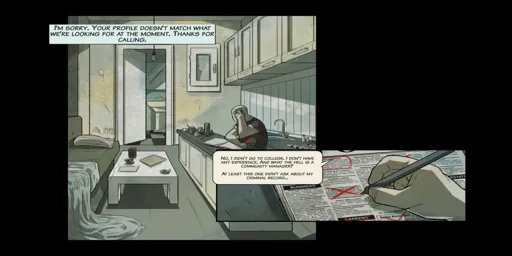 I'm sorry. Your profile doesn't match what
we're looking for at the moment. Thanks for
calling.
No, I didn't go to college. I don't have
any experience. And what the hell is a
community manager?
At least this one didn't ask about my
criminal record...